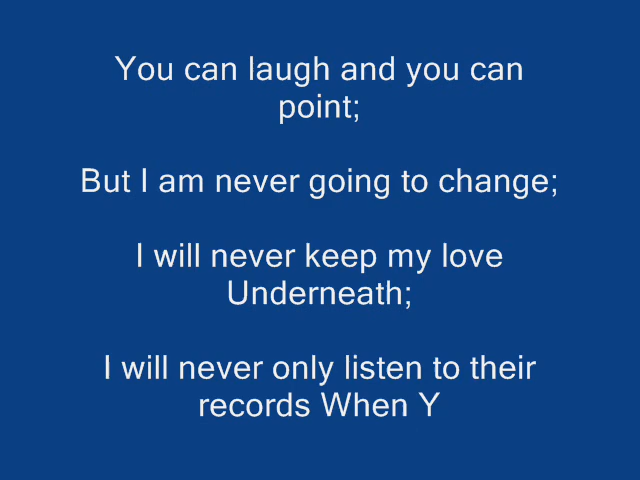 You can laugh and you can
point;
But I am never going to change;
I will never keep my love
Underneath;
I will never only listen to their
records When Y